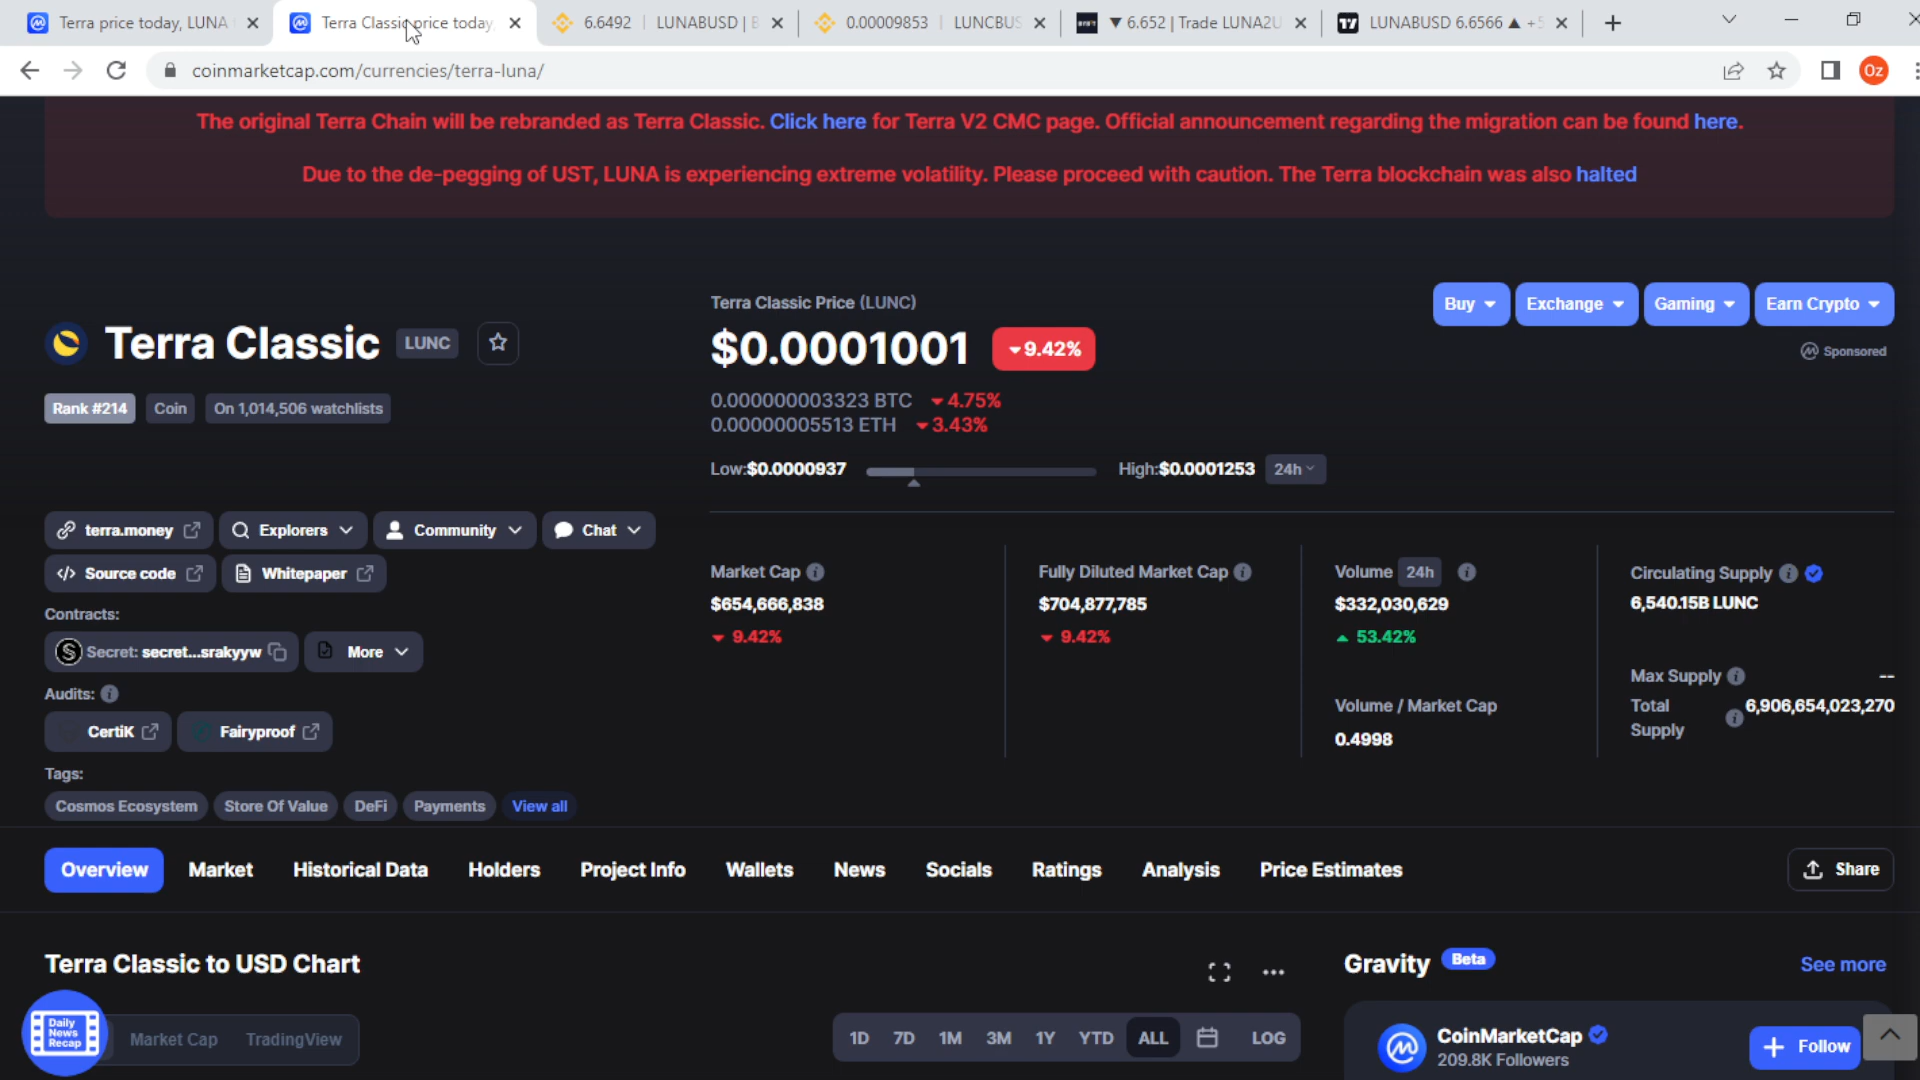 Terra price today, LUNA
Terra Classic price today,
6.6492 | LUNABUSD |
0.00009853 | LUNCBUS
▼ 6.652 | Trade LUNA2U
LUNABUSD 6.6566 ▲ +5
coinmarketcap.com/currencies/terra-luna/
Oz
The original Terra Chain will be rebranded as Terra Classic. Click here for Terra V2 CMC page. Official announcement regarding the migration can be found here.
Due to the de-pegging of UST, LUNA is experiencing extreme volatility. Please proceed with caution. The Terra blockchain was also halted
Terra Classic LUNC
Rank #214 Coin On 1,014,506 watchlists
Terra Classic Price (LUNC)
$0.0001001 9.42%
0.000000003323 BTC 4.75%
0.00000005513 ETH 3.43%
Low:$0.0000937 High:$0.0001253 24h
Buy Exchange Gaming Earn Crypto
Sponsored
terra.money Explorers Community Chat
Source code Whitepaper
Contracts:
Secret: secret...srakyyw More
Audits:
CertiK Fairyproof
Tags:
Cosmos Ecosystem Store Of Value DeFi Payments View all
Market Cap
$654,666,838
9.42%
Fully Diluted Market Cap
$704,877,785
9.42%
Volume 24h
$332,030,629
53.42%
Volume / Market Cap
0.4998
Circulating Supply
6,540.15B LUNC
Max Supply --
Total Supply 6,906,654,023,270
Overview Market Historical Data Holders Project Info Wallets News Socials Ratings Analysis Price Estimates Share
Terra Classic to USD Chart
Daily
News
Recap
Market Cap TradingView
1D 7D 1M 3M 1Y YTD ALL LOG
Gravity Beta See more
CoinMarketCap
209.8K Followers
+ Follow